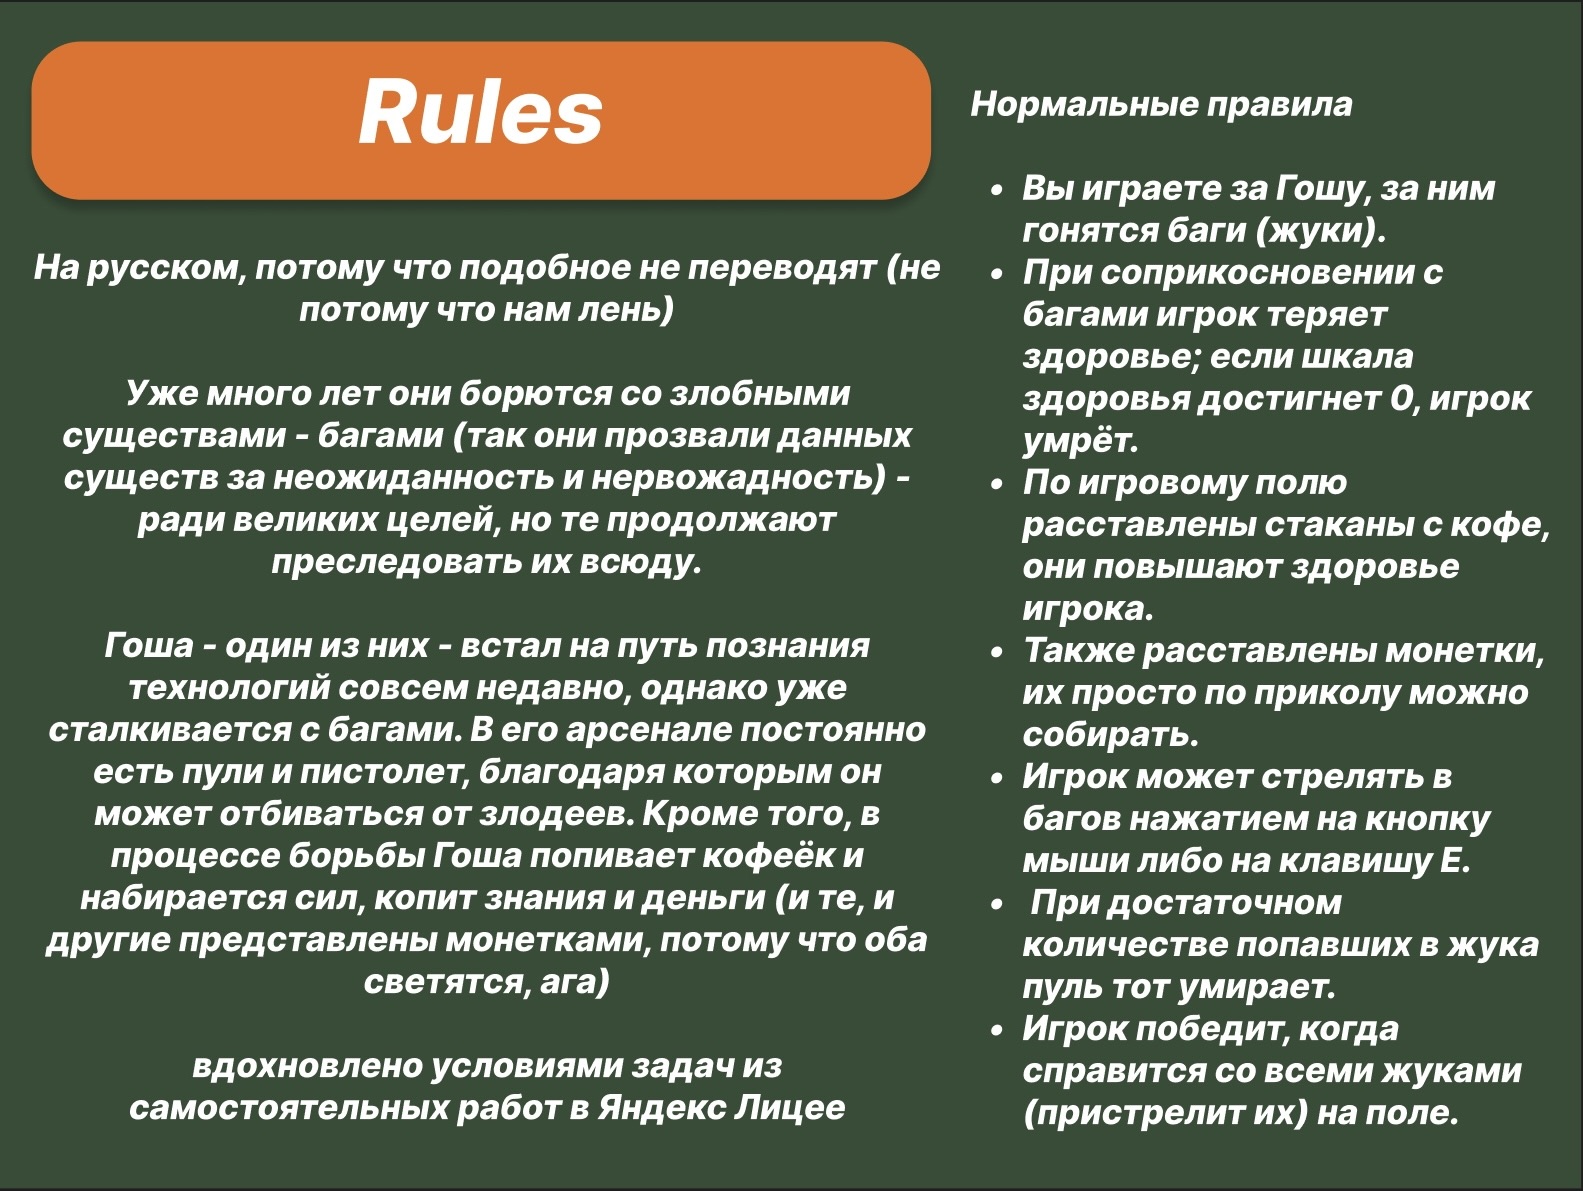 Rules
На русском, потому что подобное не переводят (не
потому что нам лень)
Уже много лет они борются со злобными
существами - багами (так они прозвали данных
существ за неожиданность и нервожадность) -
ради великих целей, но те продолжают
преследовать их всюду.
Гоша - один из них - встал на путь познания
технологий совсем недавно, однако уже
сталкивается с багами. В его арсенале постоянно
есть пули и пистолет, благодаря которым он
может отбиваться от злодеев. Кроме того, в
процессе борьбы Гоша попивает кофеёк и
набирается сил, копит знания и деньги (и те, и
другие представлены монетками, потому что оба
светятся, ага)
вдохновлено условиями задач из
самостоятельных работ в Яндекс Лицее
Нормальные правила
• Вы играете за Гошу, за ним
гонятся баги (жуки).
• При соприкосновении с
багами игрок теряет
здоровье; если шкала
здоровья достигнет 0, игрок
умрёт.
• По игровому полю
расставлены стаканы с кофе,
они повышают здоровье
игрока.
• Также расставлены монетки,
их просто по приколу можно
собирать.
• Игрок может стрелять в
багов нажатием на кнопку
мыши либо на клавишу E.
• При достаточном
количестве попавших в жука
пуль тот умирает.
• Игрок победит, когда
справится со всеми жуками
(пристрелит их) на поле.